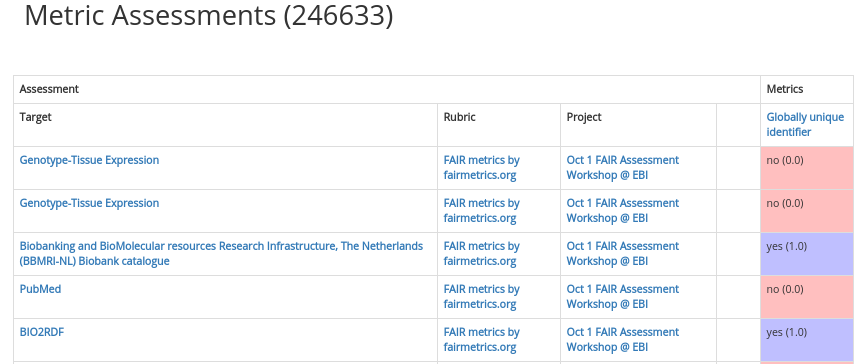 Metric Assessments (246633)
Assessment Metrics
Target Rubric Project Globally unique
identifier
Genotype-Tissue Expression FAIR metrics by Oct 1 FAIR Assessment no (0.0)
fairmetrics.org Workshop @ EBI
Genotype-Tissue Expression FAIR metrics by Oct 1 FAIR Assessment no (0.0)
fairmetrics.org Workshop @ EBI
Biobanking and BioMolecular resources Research Infrastructure, The Netherlands FAIR metrics by Oct 1 FAIR Assessment yes (1.0)
(BBMRI-NL) Biobank catalogue fairmetrics.org Workshop @ EBI
PubMed FAIR metrics by Oct 1 FAIR Assessment no (0.0)
fairmetrics.org Workshop @ EBI
BIO2RDF FAIR metrics by Oct 1 FAIR Assessment yes (1.0)
fairmetrics.org Workshop @ EBI